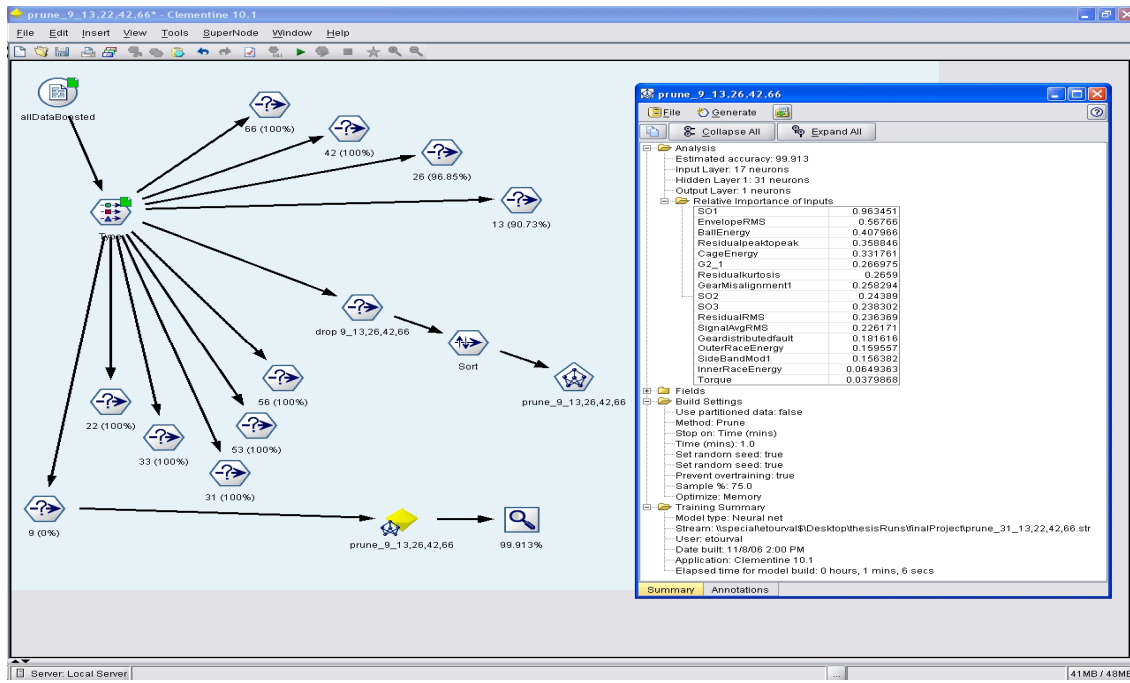 prune_9_13,22,42,66* - Clementine 10.1
File Edit Insert View Tools SuperNode Window Help
allDataBoosted
66 (100%)
42 (100%)
26 (96.85%)
13 (90.73%)
Type
drop 9_13,26,42,66
Sort
prune_9_13,26,42,66
56 (100%)
22 (100%)
53 (100%)
33 (100%)
31 (100%)
9 (0%)
prune_9_13,26,42,66
99.913%
prune_9_13,26,42,66
File Generate
Collapse All Expand All
Analysis
Estimated accuracy: 99.913
Input Layer: 17 neurons
Hidden Layer 1: 31 neurons
Output Layer: 1 neurons
Relative Importance of Inputs
SO1 0.963451
EnvelopeRMS 0.56766
BallEnergy 0.407966
Residualpeaktopeak 0.358846
CageEnergy 0.331761
G2_1 0.266975
Residualkurtosis 0.2659
GearMisalignment1 0.258294
SO2 0.24389
SO3 0.238302
ResidualRMS 0.236369
SignalAvgRMS 0.226171
Geardistributedfault 0.181616
OuterRaceEnergy 0.159557
SideBandMod1 0.156382
InnerRaceEnergy 0.0649363
Torque 0.0379868
Fields
Build Settings
Use partitioned data: false
Method: Prune
Stop on: Time (mins)
Time (mins): 1.0
Set random seed: true
Set random seed: true
Prevent overtraining: true
Sample %: 75.0
Optimize: Memory
Training Summary
Model type: Neural net
Stream: \\special\etourval$\Desktop\thesisRuns\finalProject\prune_31_13,22,42,66.str
User: etourval
Date built: 11/8/06 2:00 PM
Application: Clementine 10.1
Elapsed time for model build: 0 hours, 1 mins, 6 secs
Summary Annotations
Server: Local Server
...
41MB / 48MB